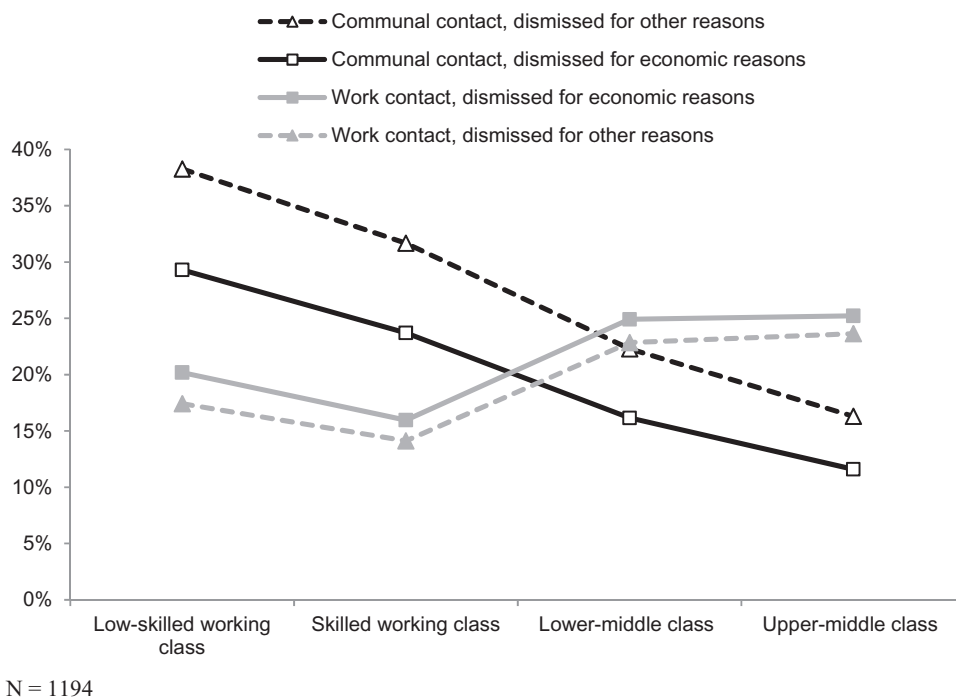 Communal contact, dismissed for other reasons
Communal contact, dismissed for economic reasons
Work contact, dismissed for economic reasons
Work contact, dismissed for other reasons
40%
35%
30%
25%
20%
15%
10%
5%
0%
Low-skilled working
class
Skilled working class
Lower-middle class
Upper-middle class
N = 1194